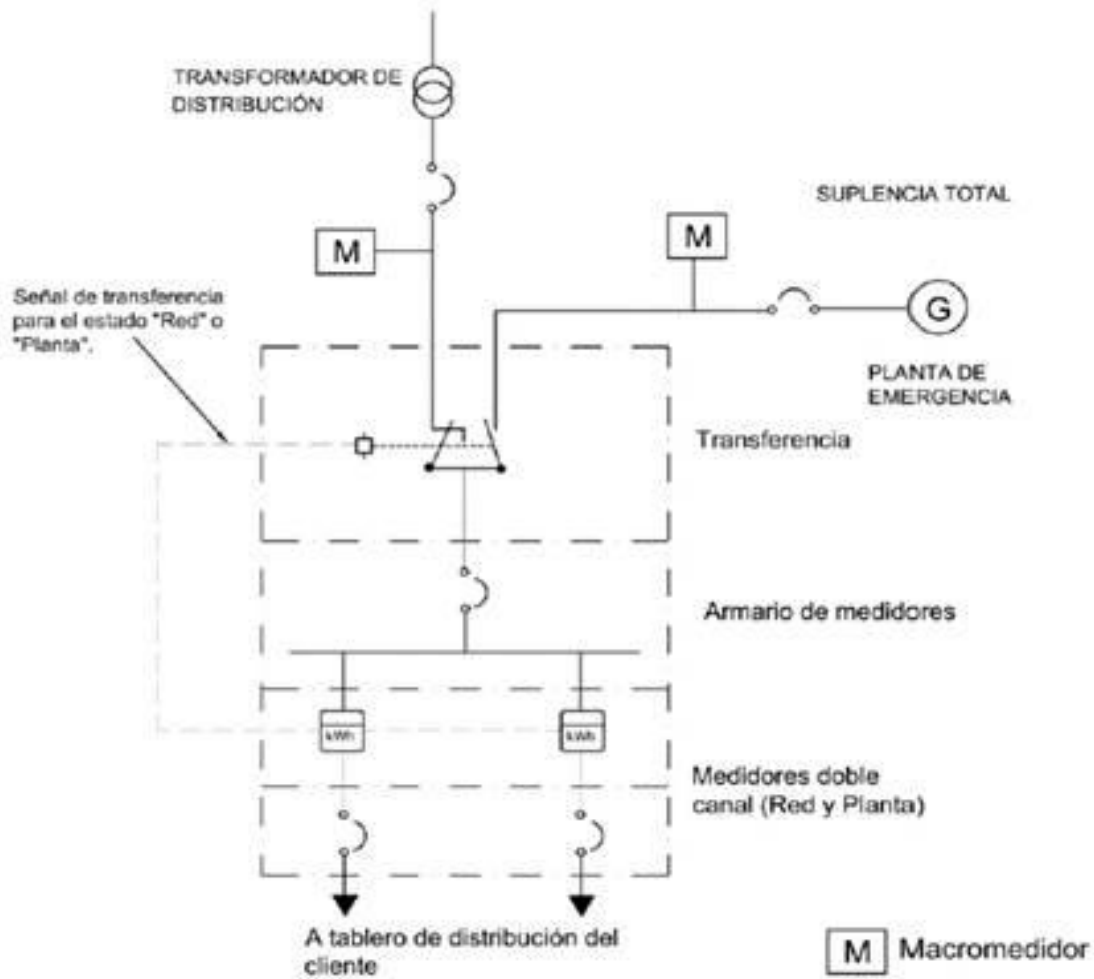 TRANSFORMADOR DE
DISTRIBUCIÓN
SUPLENCIA TOTAL
M
M
Señal de transferencia
para el estado "Red" o
"Planta".
G
PLANTA DE
EMERGENCIA
Transferencia
Armario de medidores
kWh
kWh
Medidores doble
canal (Red y Planta)
A tablero de distribución del
cliente
M Macromedidor